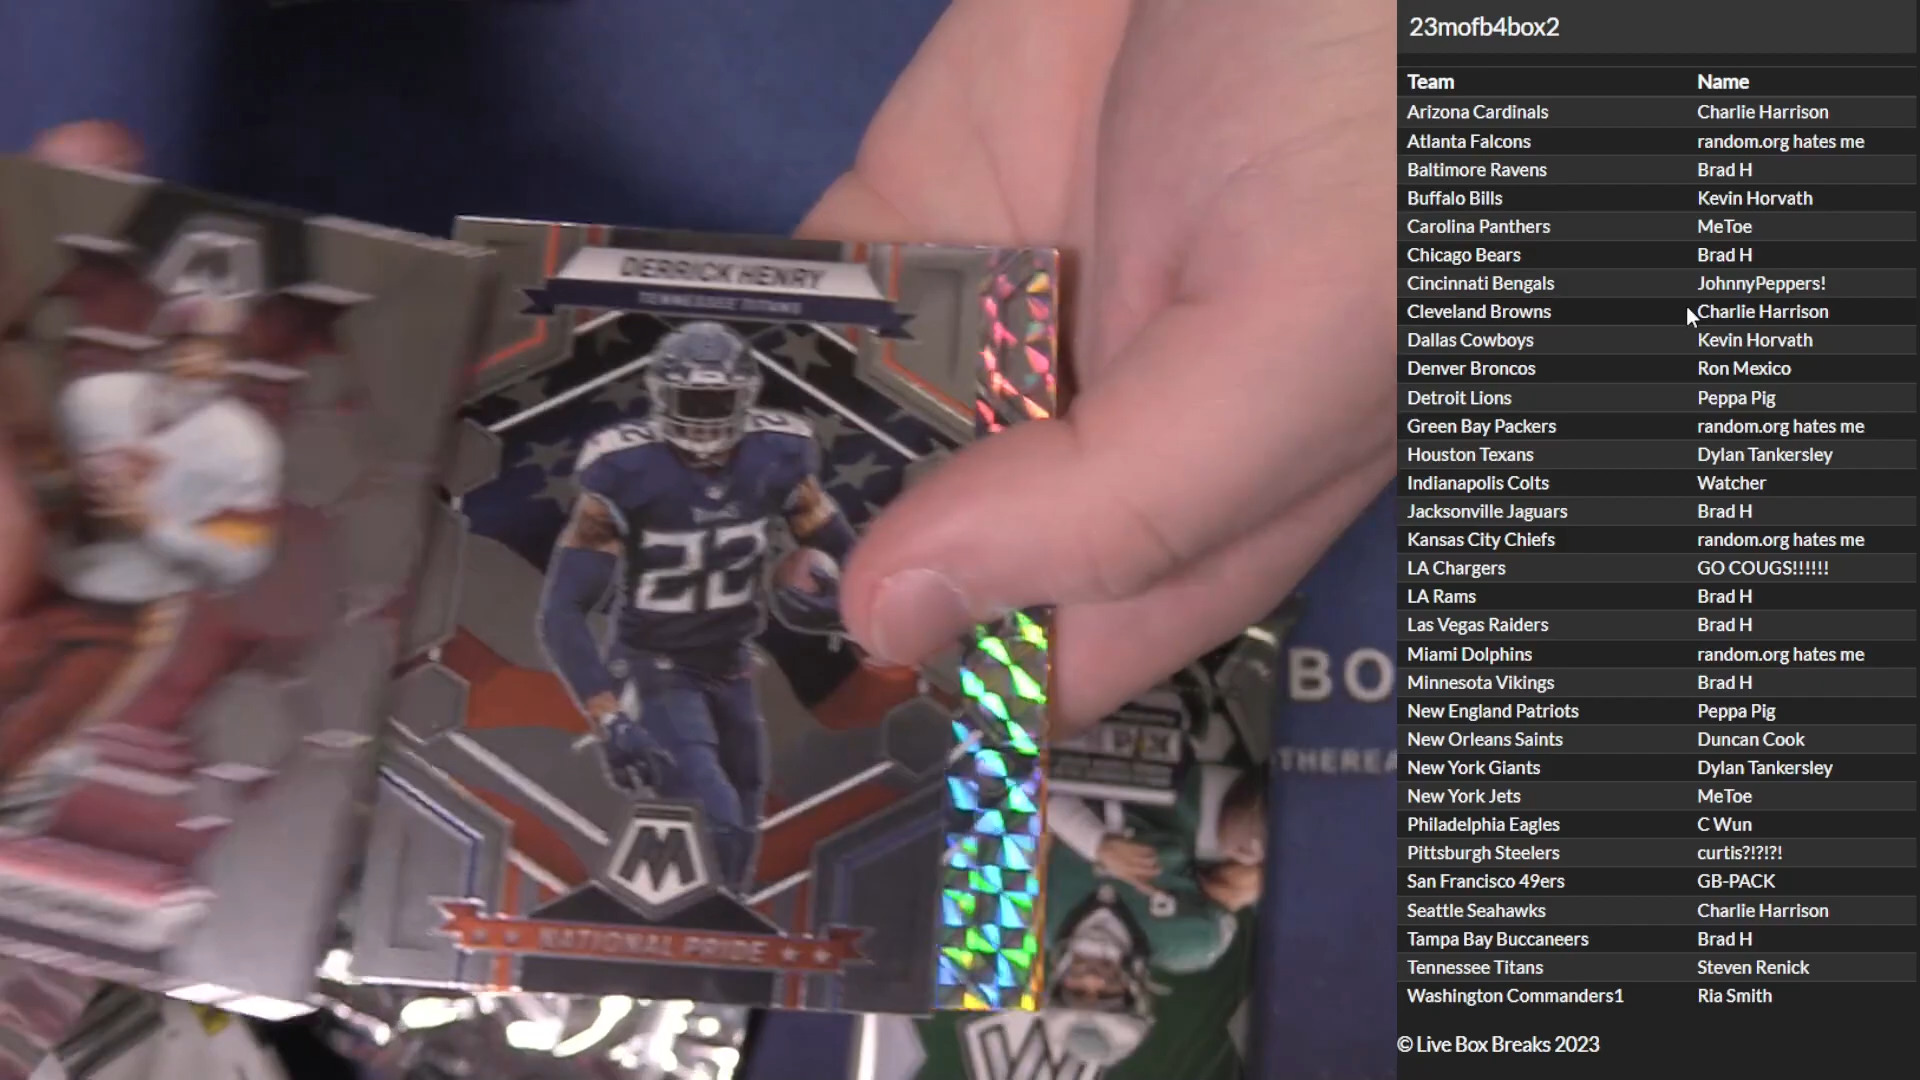 DERRICK HENRY
TENNESSEE TITANS
22
NATIONAL PRIDE
BO
THEREA
23mofb4box2
Team Name
Arizona Cardinals Charlie Harrison
Atlanta Falcons random.org hates me
Baltimore Ravens Brad H
Buffalo Bills Kevin Horvath
Carolina Panthers MeToe
Chicago Bears Brad H
Cincinnati Bengals JohnnyPeppers!
Cleveland Browns Charlie Harrison
Dallas Cowboys Kevin Horvath
Denver Broncos Ron Mexico
Detroit Lions Peppa Pig
Green Bay Packers random.org hates me
Houston Texans Dylan Tankersley
Indianapolis Colts Watcher
Jacksonville Jaguars Brad H
Kansas City Chiefs random.org hates me
LA Chargers GO COUGS!!!!!!
LA Rams Brad H
Las Vegas Raiders Brad H
Miami Dolphins random.org hates me
Minnesota Vikings Brad H
New England Patriots Peppa Pig
New Orleans Saints Duncan Cook
New York Giants Dylan Tankersley
New York Jets MeToe
Philadelphia Eagles C Wun
Pittsburgh Steelers curtis?!?!?!
San Francisco 49ers GB-PACK
Seattle Seahawks Charlie Harrison
Tampa Bay Buccaneers Brad H
Tennessee Titans Steven Renick
Washington Commanders1 Ria Smith
© Live Box Breaks 2023